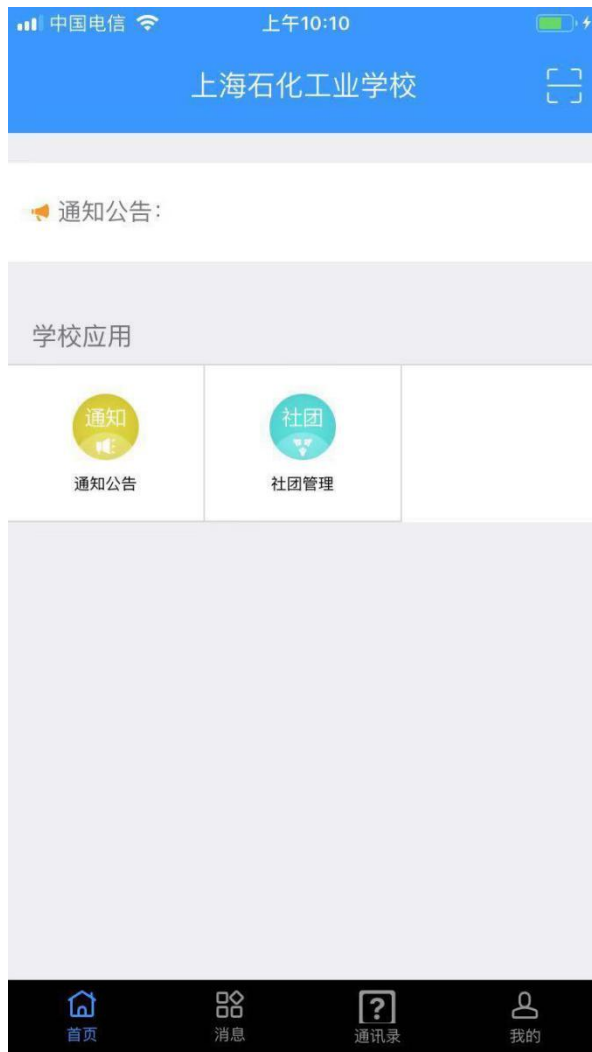 中国电信 上午10:10
上海石化工业学校
通知公告:
学校应用
通知 社团
通知公告 社团管理
?
首页 消息 通讯录 我的